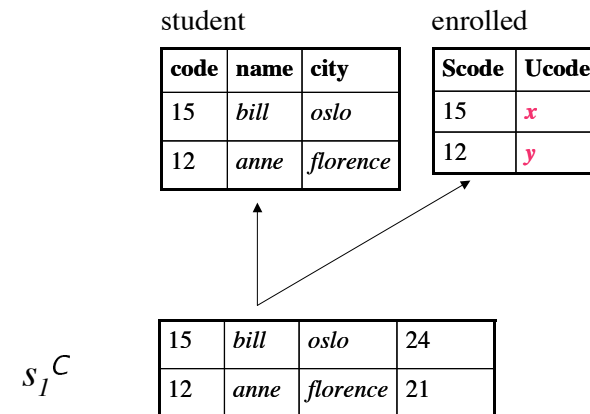 student enrolled
code name city Scode Ucode
15 bill oslo 15 x
12 anne florence 12 y
15 bill oslo 24
s1C 12 anne florence 21